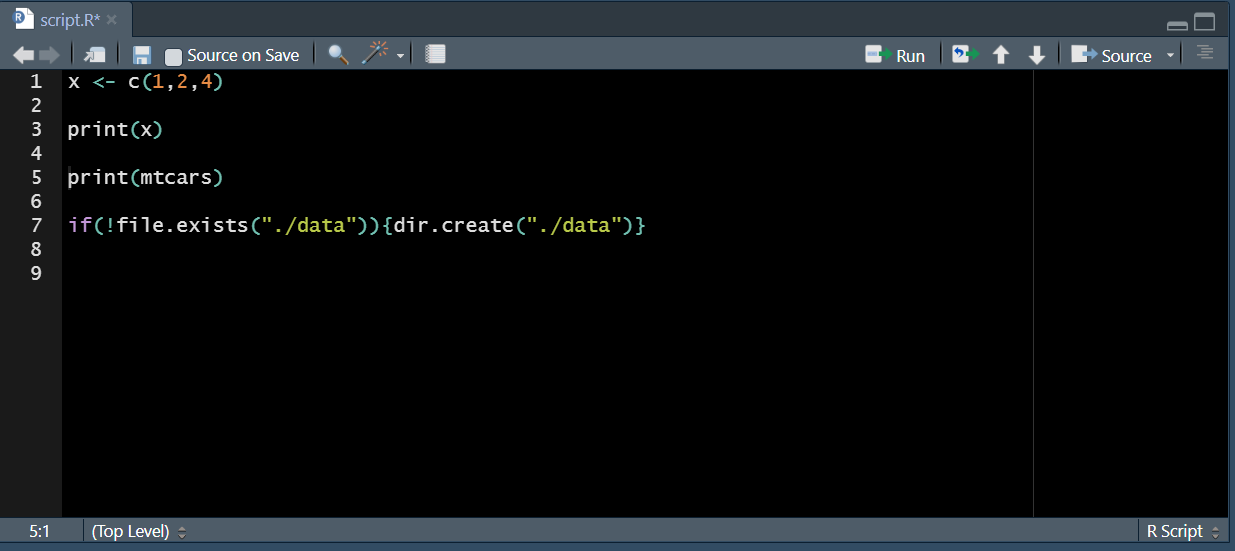 script.R*
Source on Save
Run
Source
1 x <- c(1,2,4)
2
3 print(x)
4
5 print(mtcars)
6
7 if(!file.exists("./data")){dir.create("./data")}
8
9
5:1 (Top Level) R Script